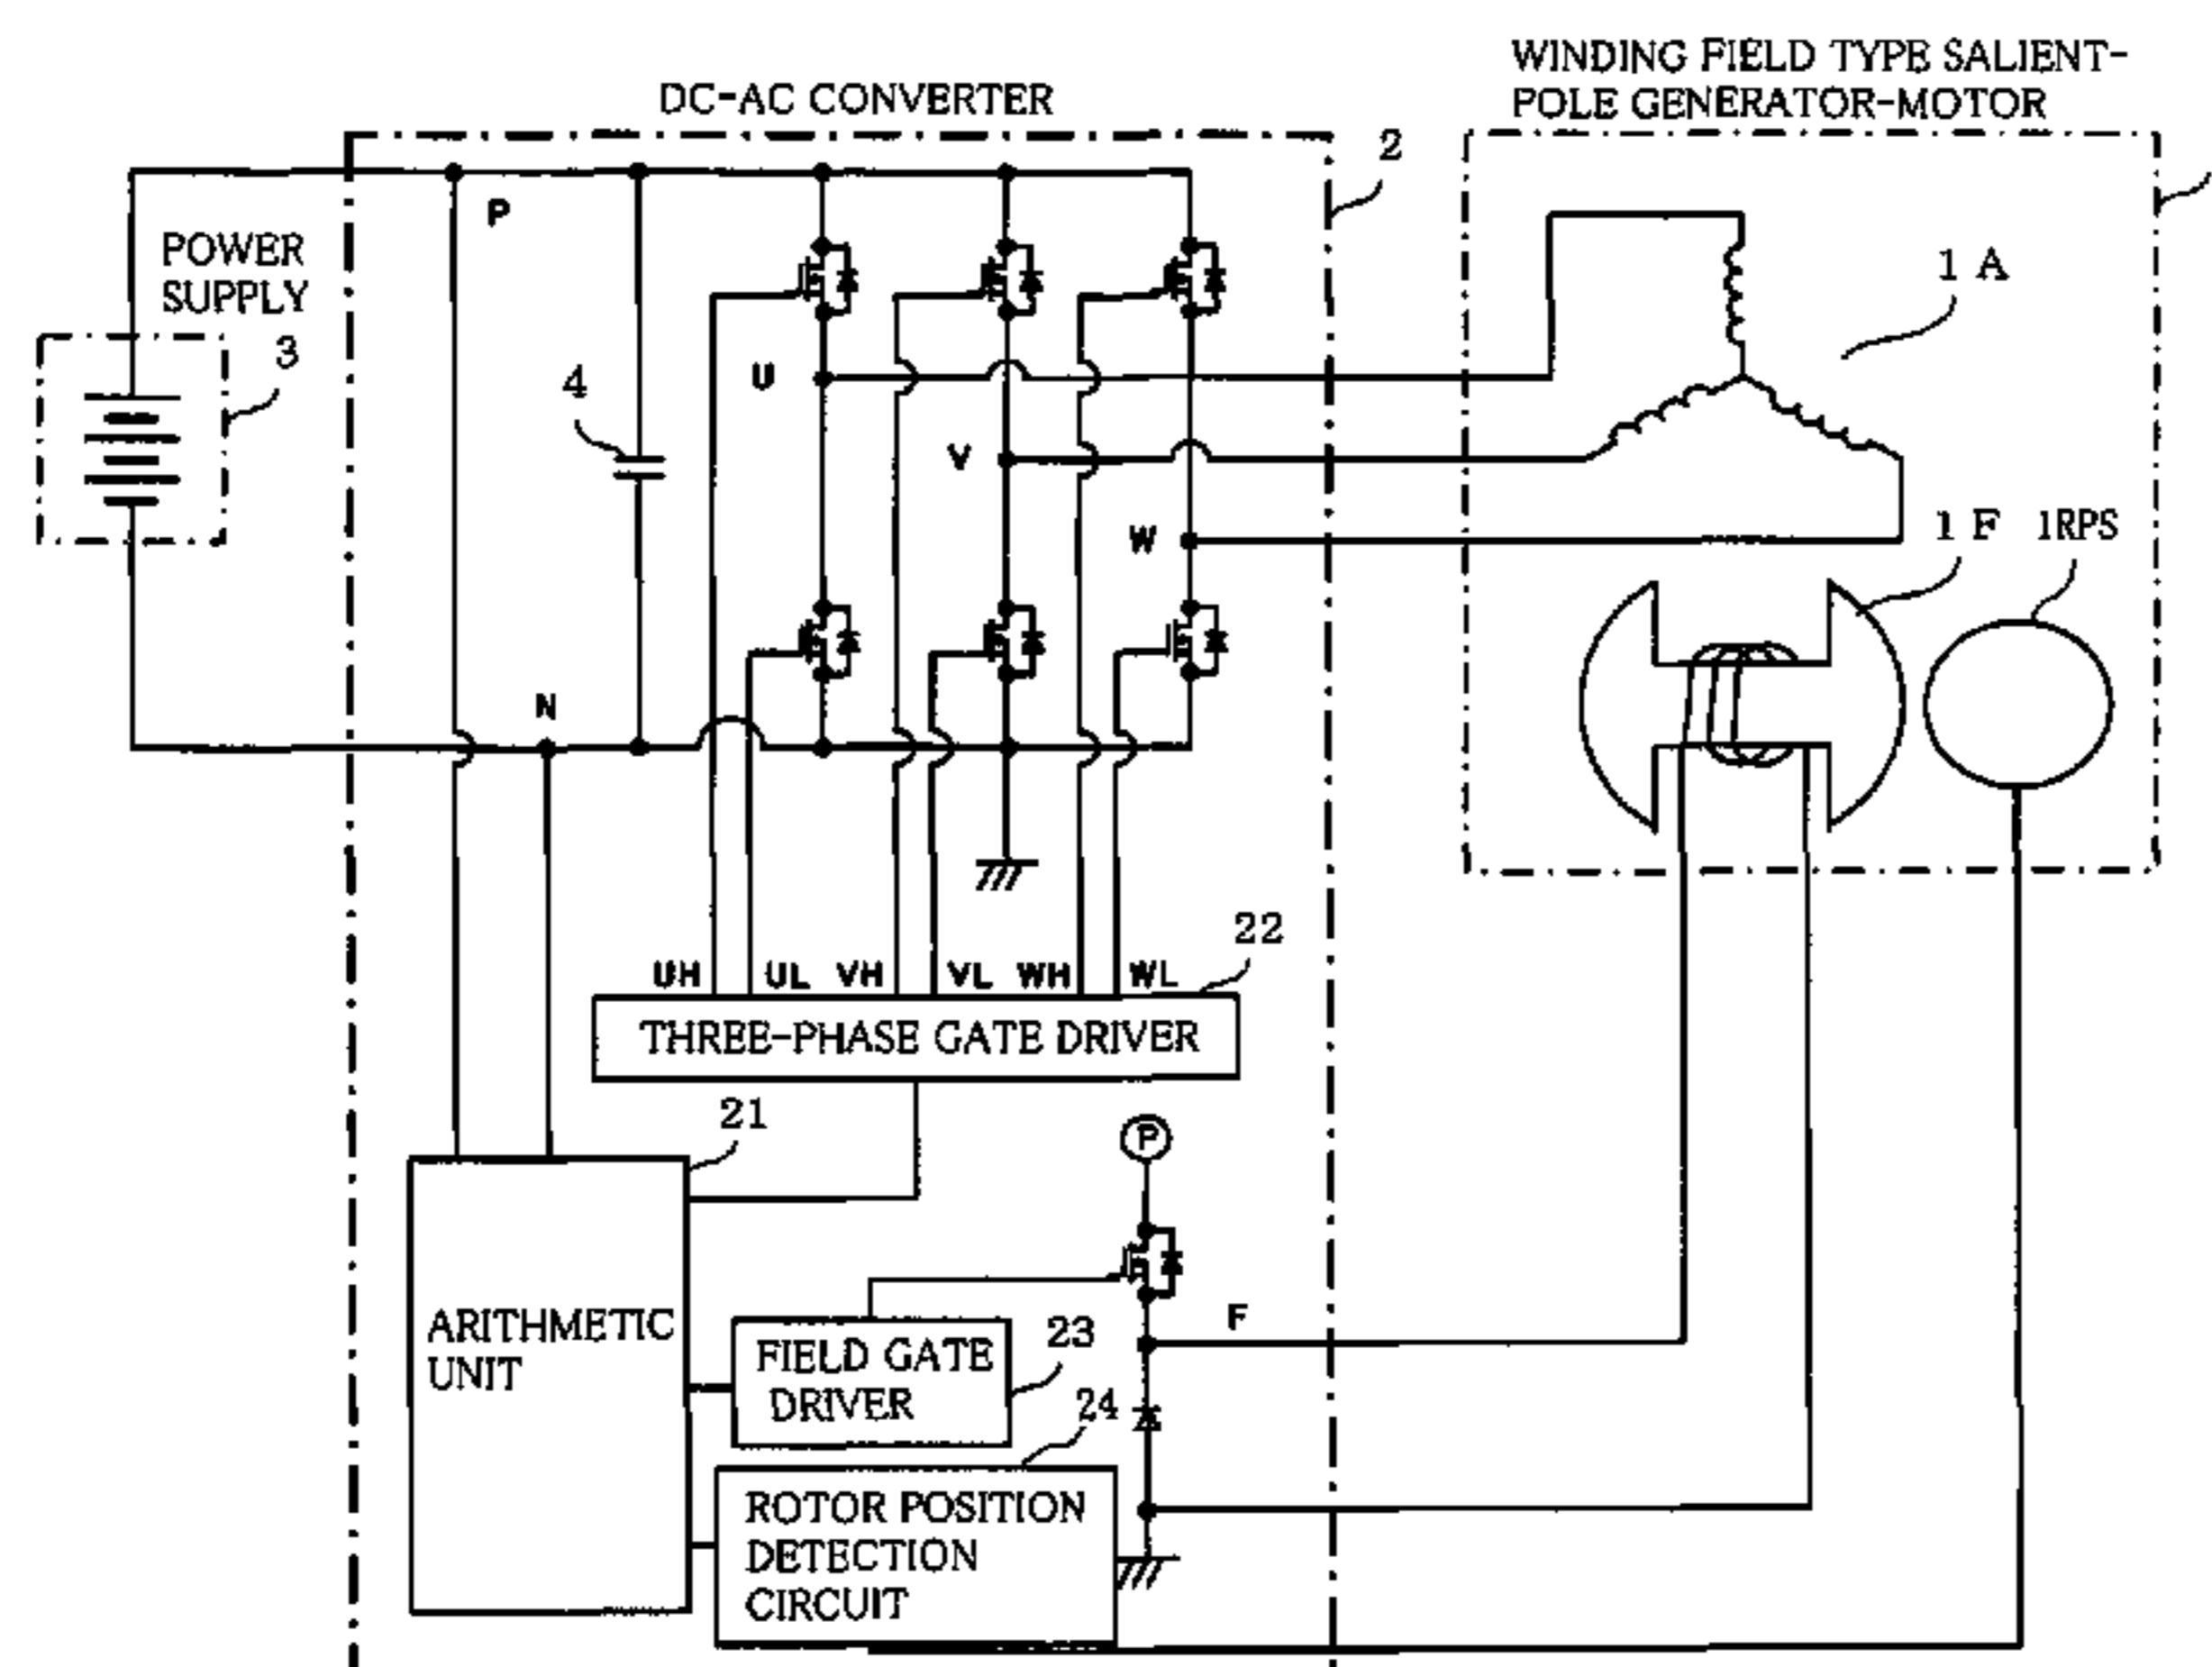 WINDING FIELD TYPE SALIENT-
POLE GENERATOR-MOTOR
DC-AC CONVERTER
2
P
POWER
SUPPLY
3
4
U
V
W
1 A
1 F
1RPS
N
22
UH
UL
VH
VL
WH
WL
THREE-PHASE GATE DRIVER
21
P
ARITHMETIC
UNIT
F
FIELD GATE
DRIVER
23
24
ROTOR POSITION
DETECTION
CIRCUIT